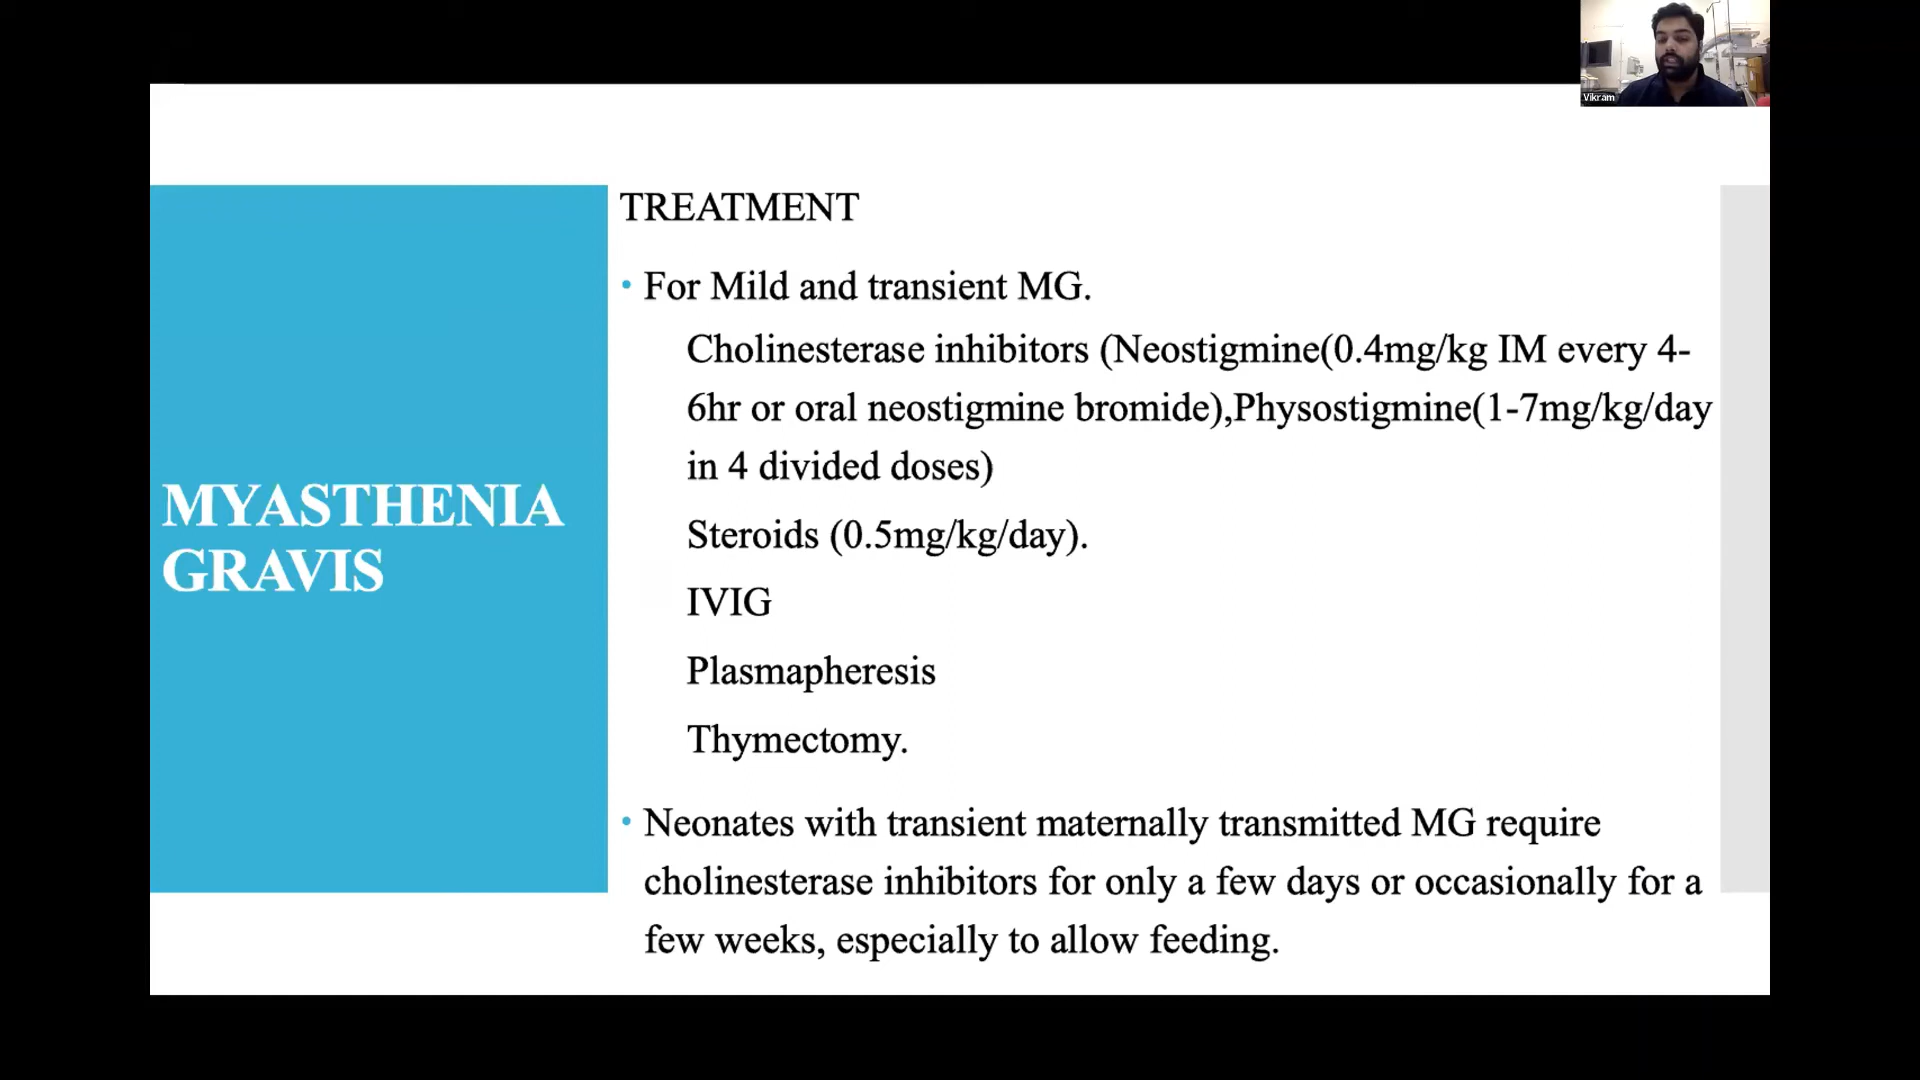 Vikram
MYASTHENIA
GRAVIS
TREATMENT
• For Mild and transient MG.
Cholinesterase inhibitors (Neostigmine(0.4mg/kg IM every 4-
6hr or oral neostigmine bromide),Physostigmine(1-7mg/kg/day
in 4 divided doses)
Steroids (0.5mg/kg/day).
IVIG
Plasmapheresis
Thymectomy.
• Neonates with transient maternally transmitted MG require
cholinesterase inhibitors for only a few days or occasionally for a
few weeks, especially to allow feeding.